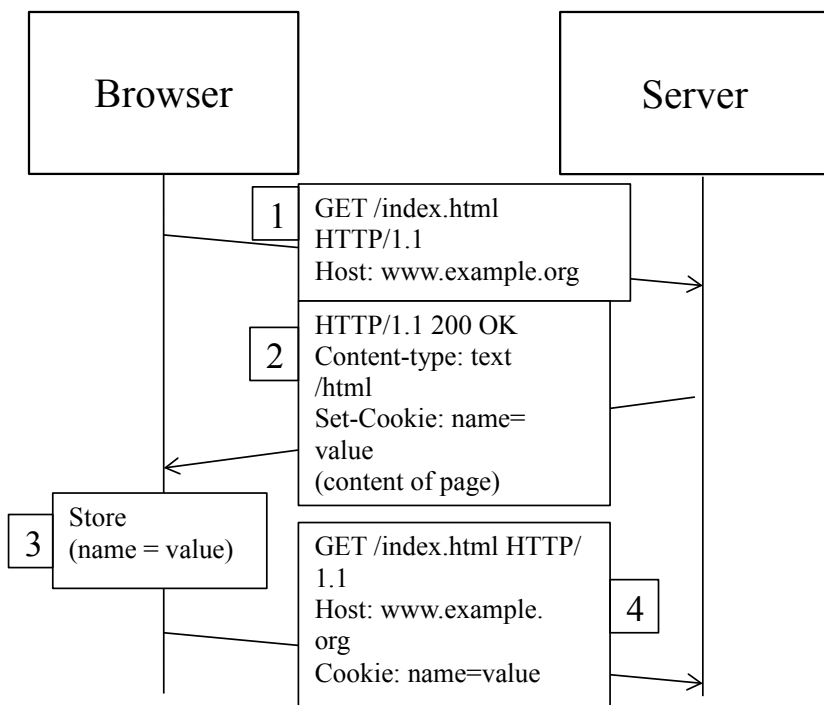 Browser
Server
1
GET /index.html
HTTP/1.1
Host: www.example.org
2
HTTP/1.1 200 OK
Content-type: text
/html
Set-Cookie: name=
value
(content of page)
3
Store
(name = value)
GET /index.html HTTP/
1.1
Host: www.example.
org
Cookie: name=value
4